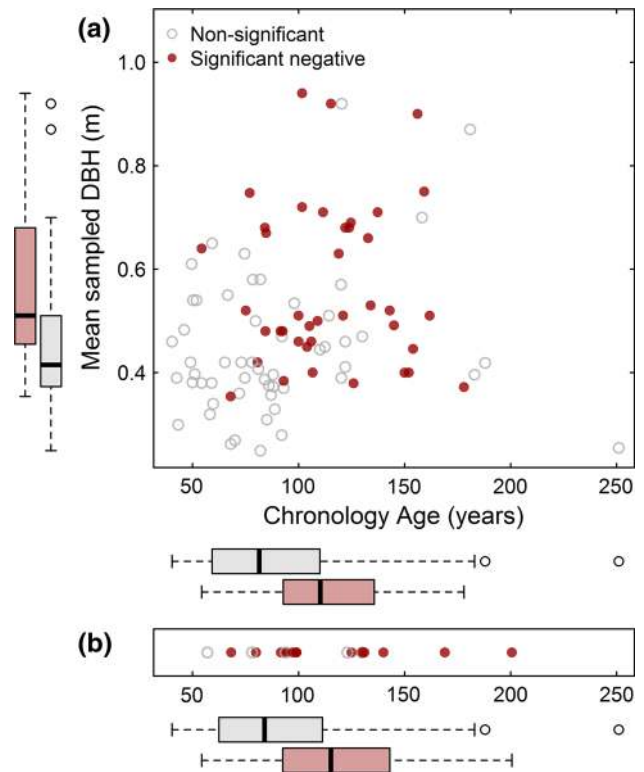 (a)
Non-significant
Significant negative
Mean sampled DBH (m)
1.0
0.8
0.6
0.4
50 100 150 200 250
Chronology Age (years)
(b)
50 100 150 200 250